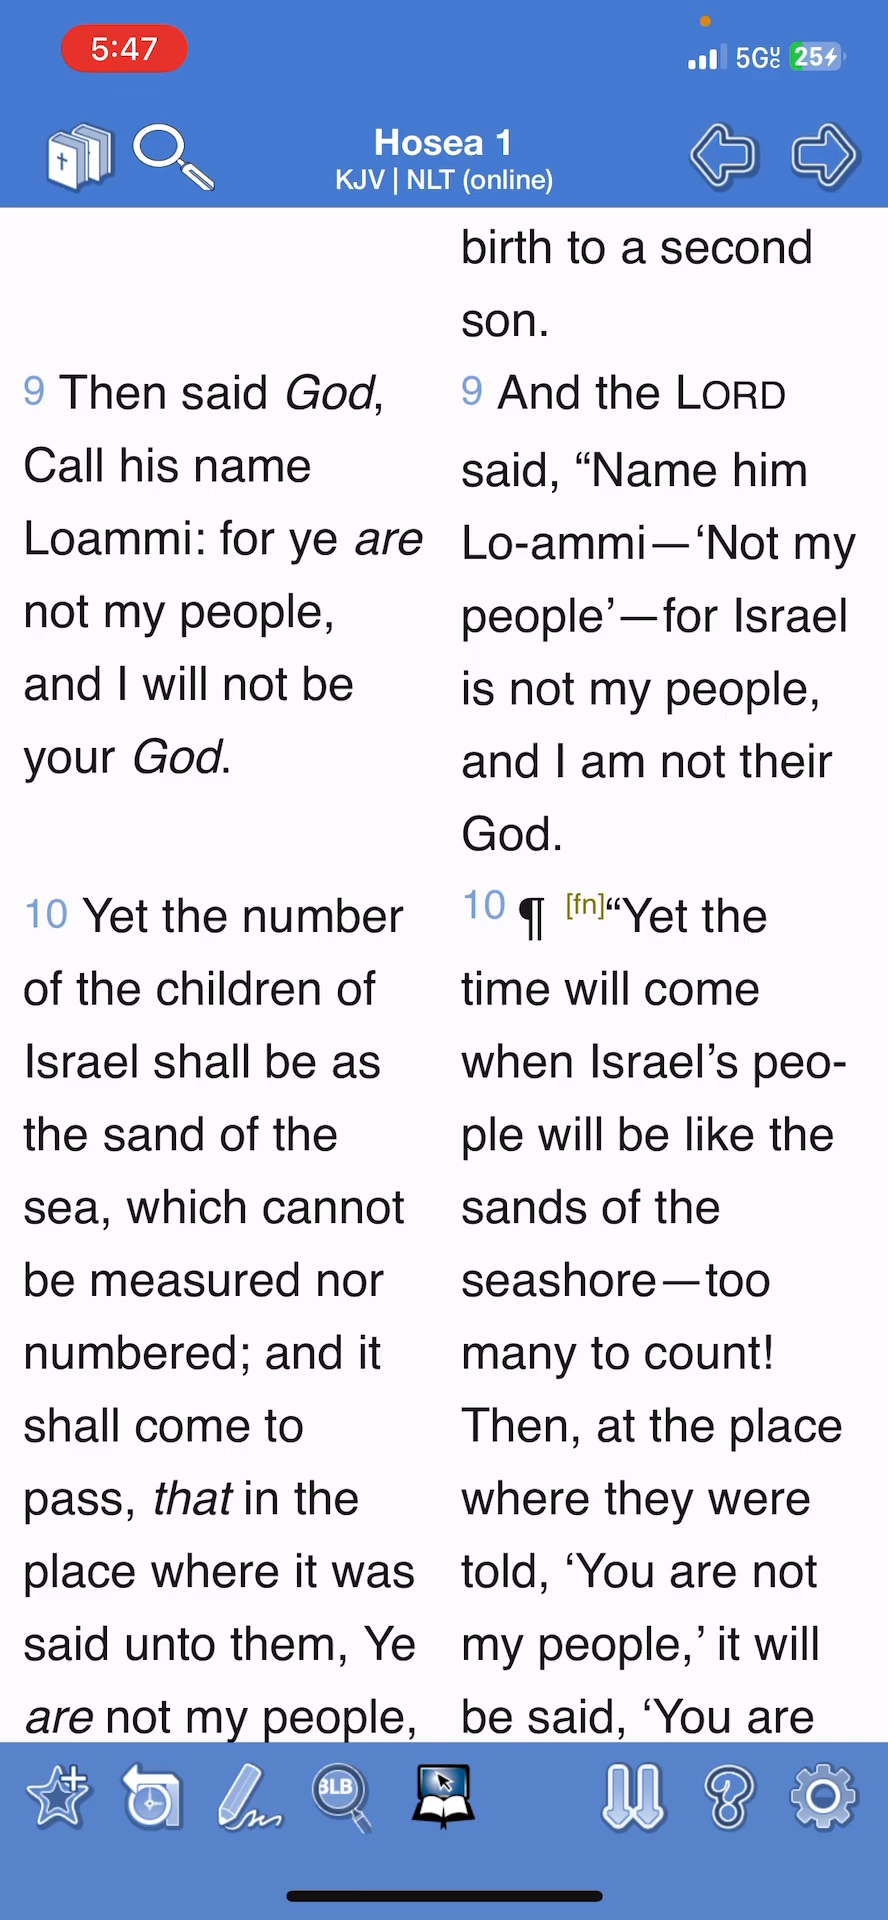 5:47
5G UC 25
Hosea 1
KJV | NLT (online)
birth to a second
son.
9 Then said God,
Call his name
Loammi: for ye are
not my people,
and I will not be
your God.
9 And the LORD
said, “Name him
Lo-ammi—‘Not my
people’—for Israel
is not my people,
and I am not their
God.
10 Yet the number
of the children of
Israel shall be as
the sand of the
sea, which cannot
be measured nor
numbered; and it
shall come to
pass, that in the
place where it was
said unto them, Ye
are not my people,
10 ¶ [fn]“Yet the
time will come
when Israel’s peo-
ple will be like the
sands of the
seashore—too
many to count!
Then, at the place
where they were
told, ‘You are not
my people,’ it will
be said, ‘You are
BLB